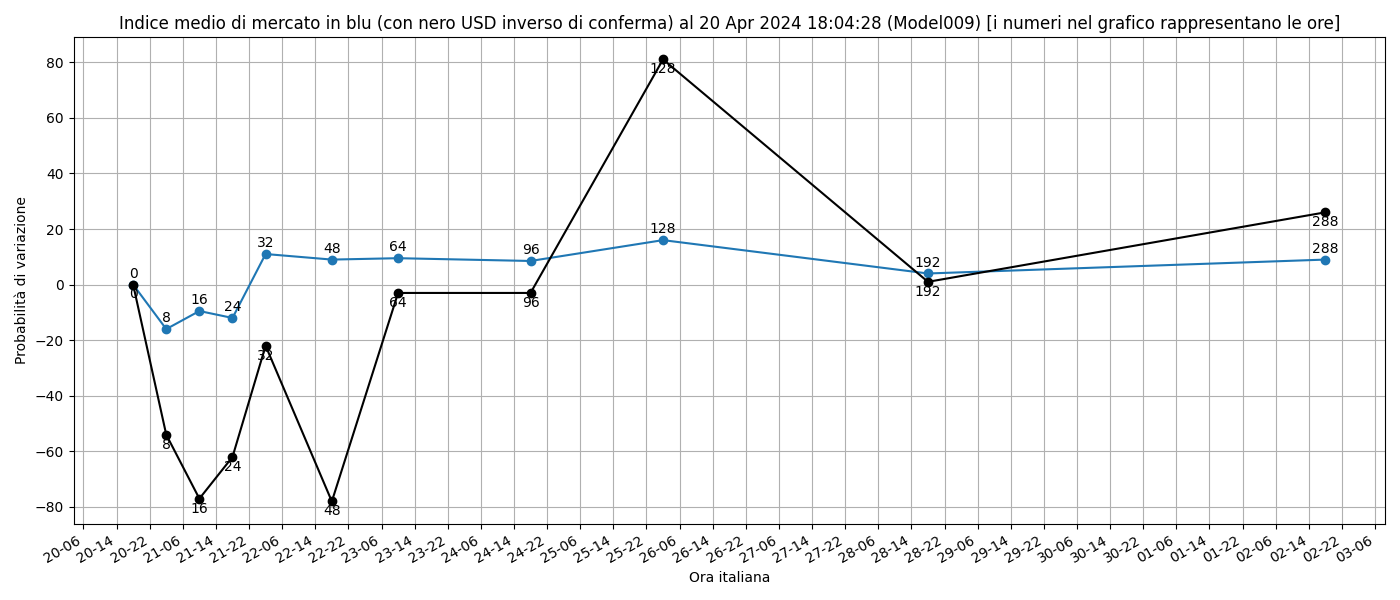 Indice medio di mercato in blu (con nero USD inverso di conferma) al 20 Apr 2024 18:04:28 (Model009) [i numeri nel grafico rappresentano le ore]
Probabilità di variazione
80
60
40
20
0
−20
−40
−60
−80
0 8 16 24 32 48 64 96 128 192 288
0 8 16 24 32 48 64 96 128 192 288
20-06 20-14 20-22 21-06 21-14 21-22 22-06 22-14 22-22 23-06 23-14 23-22 24-06 24-14 24-22 25-06 25-14 25-22 26-06 26-14 26-22 27-06 27-14 27-22 28-06 28-14 28-22 29-06 29-14 29-22 30-06 30-14 30-22 01-06 01-14 01-22 02-06 02-14 02-22 03-06
Ora italiana